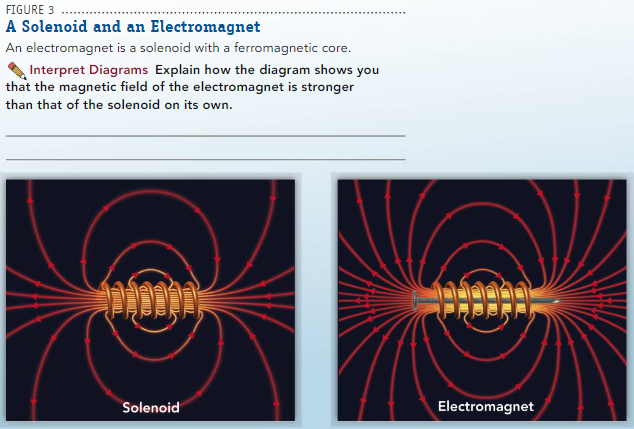 FIGURE 3
A Solenoid and an Electromagnet
An electromagnet is a solenoid with a ferromagnetic core.
Interpret Diagrams Explain how the diagram shows you
that the magnetic field of the electromagnet is stronger
than that of the solenoid on its own.
Solenoid
Electromagnet